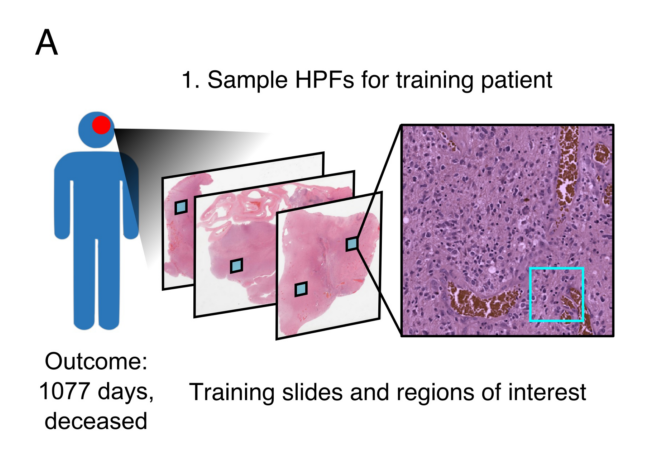 A
1. Sample HPFs for training patient
Outcome:
1077 days,
deceased
Training slides and regions of interest